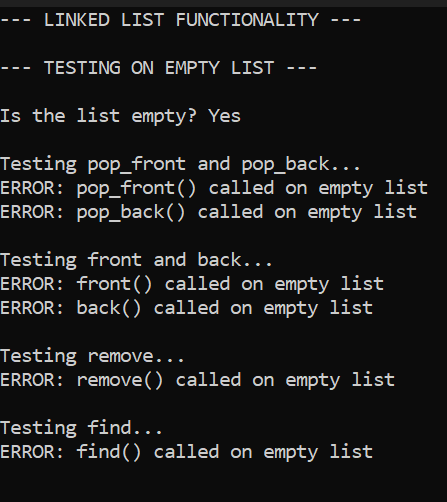 --- LINKED LIST FUNCTIONALITY ---
--- TESTING ON EMPTY LIST ---
Is the list empty? Yes
Testing pop_front and pop_back...
ERROR: pop_front() called on empty list
ERROR: pop_back() called on empty list
Testing front and back...
ERROR: front() called on empty list
ERROR: back() called on empty list
Testing remove...
ERROR: remove() called on empty list
Testing find...
ERROR: find() called on empty list